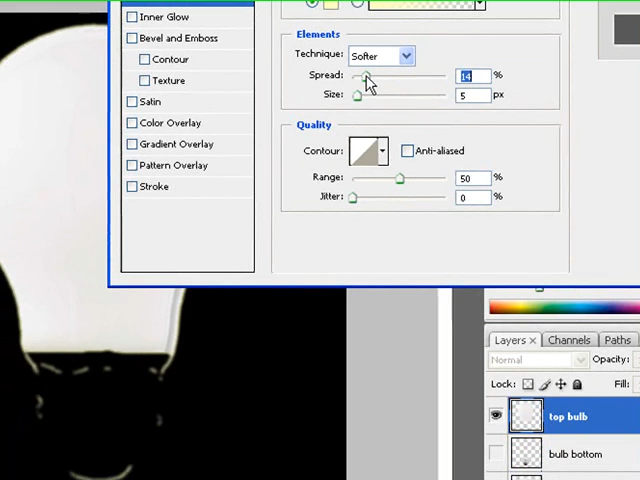 Inner Glow
Bevel and Emboss
Contour
Texture
Satin
Color Overlay
Gradient Overlay
Pattern Overlay
Stroke
Elements
Technique: Softer
Spread: 14 %
Size: 5 px
Quality
Contour: Anti-aliased
Range: 50 %
Jitter: 0 %
Layers × Channels Paths
Normal Opacity:
Lock: Fill:
top bulb
bulb bottom